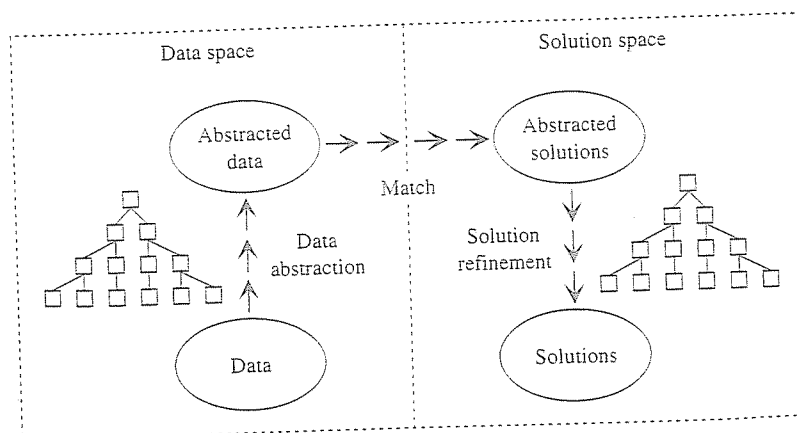 Data space
Solution space
Abstracted
data
Abstracted
solutions
Match
Data
abstraction
Solution
refinement
Data
Solutions